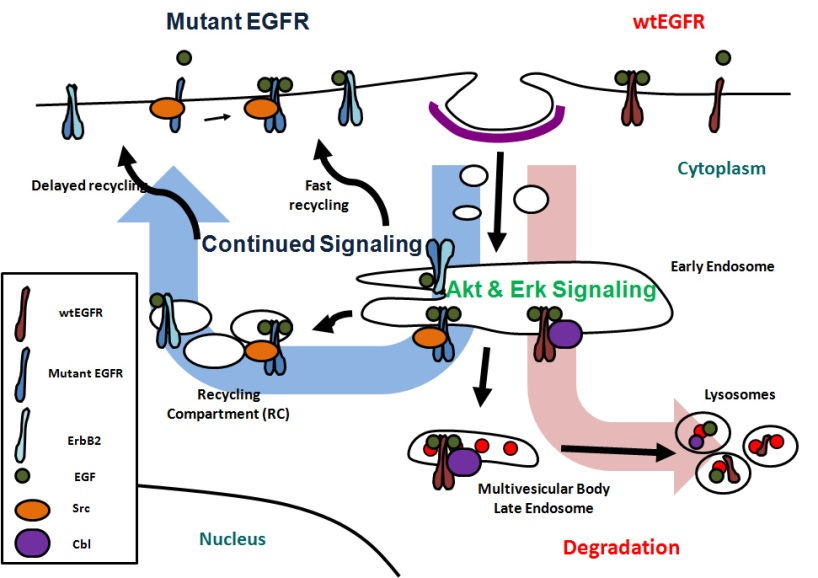 Mutant EGFR
wtEGFR
Cytoplasm
Delayed recycling
Fast
recycling
Continued Signaling
Early Endosome
Akt & Erk Signaling
wtEGFR
Mutant EGFR
ErbB2
EGF
Src
Cbl
Recycling
Compartment (RC)
Lysosomes
Multivesicular Body
Late Endosome
Nucleus
Degradation